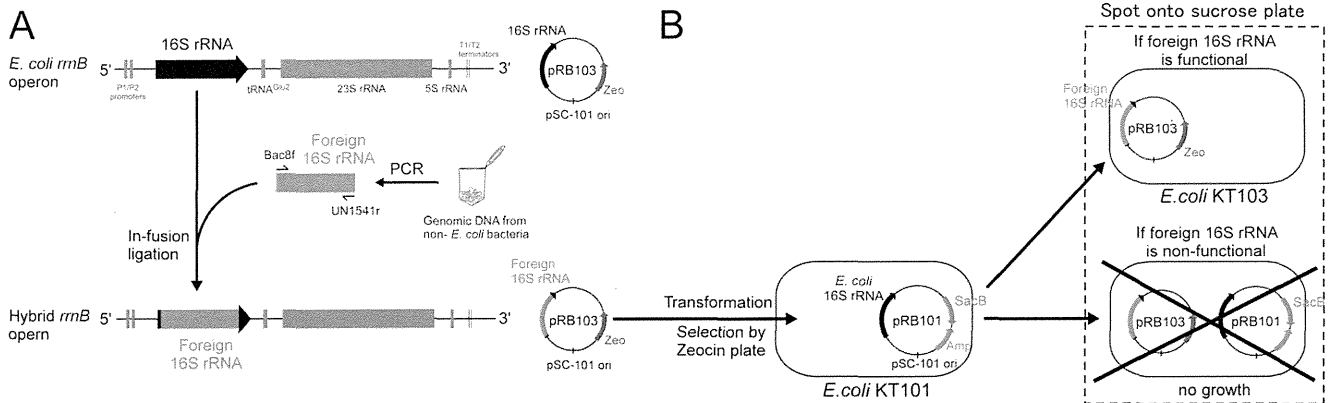 A
16S rRNA
E. coli rrnB
operon
5'
3'
P1/P2
promoters
tRNAGlu2
23S rRNA
5S rRNA
T1/T2
terminators
16S rRNA
pRB103
Zeo
pSC-101 ori
Foreign
16S rRNA
Bac8f
UN1541r
PCR
Genomic DNA from
non- E. coli bacteria
In-fusion
ligation
Hybrid rrnB
opern
5'
3'
Foreign
16S rRNA
Foreign
16S rRNA
pRB103
Zeo
pSC-101 ori
B
Transformation
Selection by
Zeocin plate
E. coli
16S rRNA
SacB
pRB101
Amp
pSC-101 ori
E.coli KT101
Spot onto sucrose plate
If foreign 16S rRNA
is functional
Foreign
16S rRNA
pRB103
Zeo
E.coli KT103
If foreign 16S rRNA
is non-functional
pRB103
pRB101
SacB
no growth